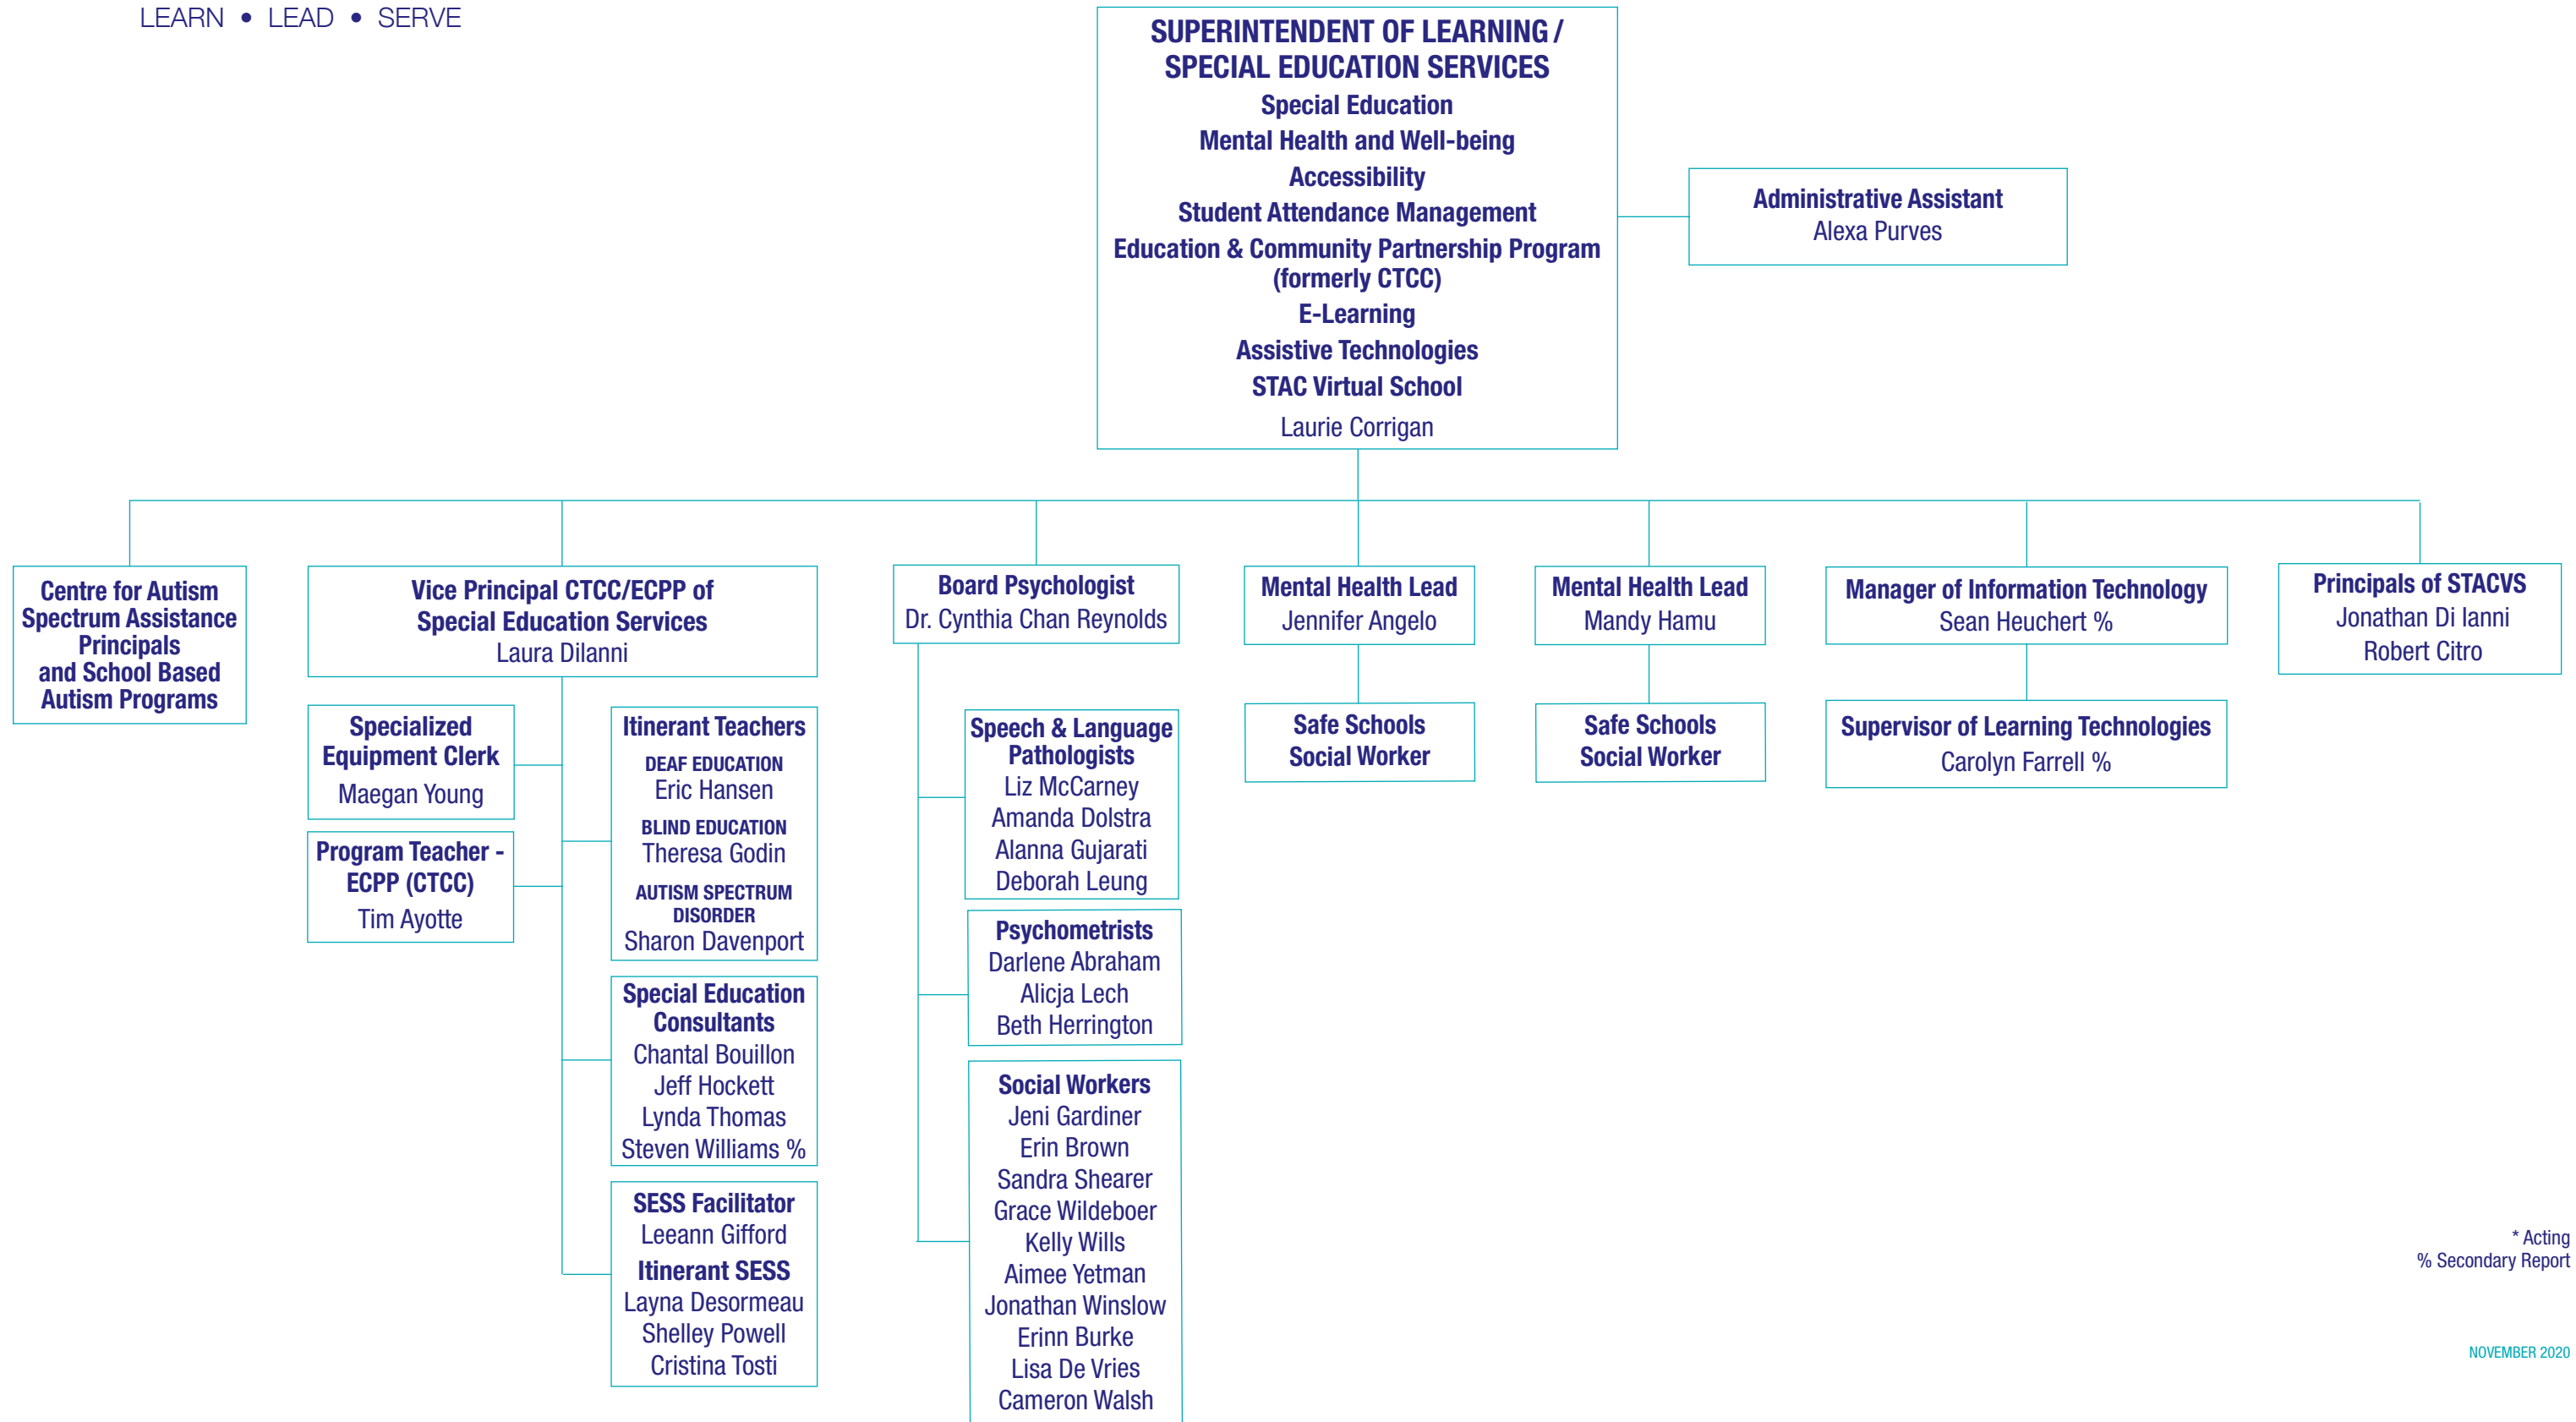 LEARN • LEAD • SERVE
SUPERINTENDENT OF LEARNING /
SPECIAL EDUCATION SERVICES
Special Education
Mental Health and Well-being
Accessibility
Student Attendance Management
Education & Community Partnership Program
(formerly CTCC)
E-Learning
Assistive Technologies
STAC Virtual School
Laurie Corrigan
Administrative Assistant
Alexa Purves
Centre for Autism
Spectrum Assistance
Principals
and School Based
Autism Programs
Vice Principal CTCC/ECPP of
Special Education Services
Laura Dilanni
Specialized
Equipment Clerk
Maegan Young
Program Teacher -
ECPP (CTCC)
Tim Ayotte
Itinerant Teachers
DEAF EDUCATION
Eric Hansen
BLIND EDUCATION
Theresa Godin
AUTISM SPECTRUM
DISORDER
Sharon Davenport
Special Education
Consultants
Chantal Bouillon
Jeff Hockett
Lynda Thomas
Steven Williams %
SESS Facilitator
Leeann Gifford
Itinerant SESS
Layna Desormeau
Shelley Powell
Cristina Tosti
Board Psychologist
Dr. Cynthia Chan Reynolds
Speech & Language
Pathologists
Liz McCarney
Amanda Dolstra
Alanna Gujarati
Deborah Leung
Psychometrists
Darlene Abraham
Alicja Lech
Beth Herrington
Social Workers
Jeni Gardiner
Erin Brown
Sandra Shearer
Grace Wildeboer
Kelly Wills
Aimee Yetman
Jonathan Winslow
Erinn Burke
Lisa De Vries
Cameron Walsh
Mental Health Lead
Jennifer Angelo
Safe Schools
Social Worker
Mental Health Lead
Mandy Hamu
Safe Schools
Social Worker
Manager of Information Technology
Sean Heuchert %
Supervisor of Learning Technologies
Carolyn Farrell %
Principals of STACVS
Jonathan Di Ianni
Robert Citro
* Acting
% Secondary Report
NOVEMBER 2020